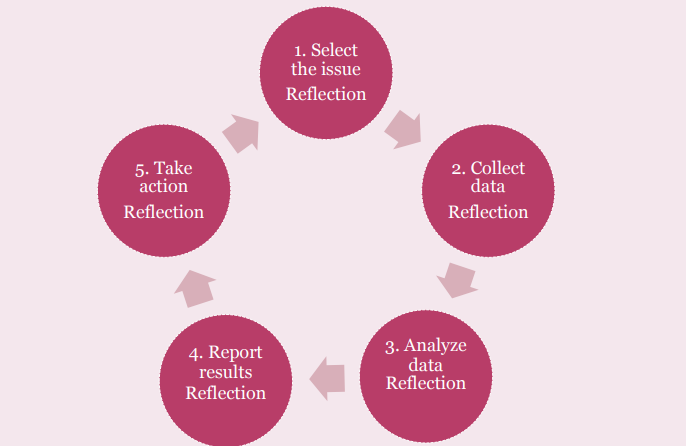 1. Select
the issue
Reflection
2. Collect
data
Reflection
3. Analyze
data
Reflection
4. Report
results
Reflection
5. Take
action
Reflection